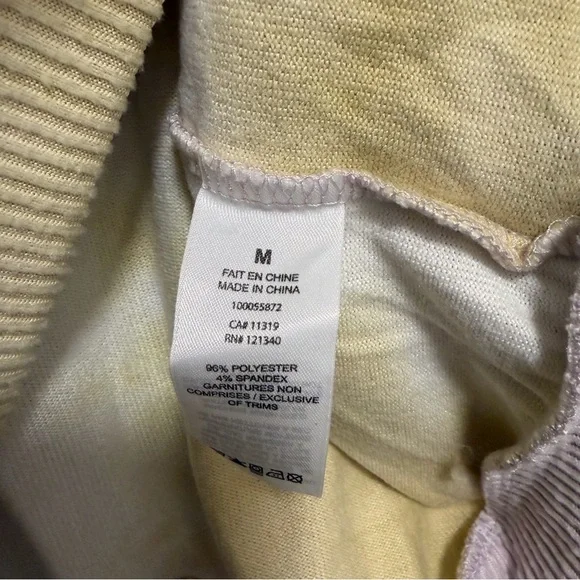 M
FAIT EN CHINE
MADE IN CHINA
100055872
CA# 11319
RN# 121340
96% POLYESTER
4% SPANDEX
GARNITURES NON
COMPRISES / EXCLUSIVE
OF TRIMS